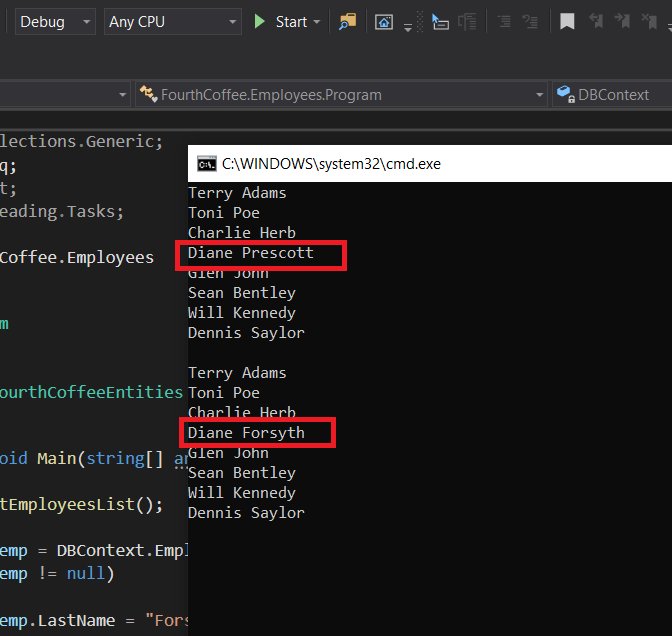 Debug Any CPU Start
FourthCoffee.Employees.Program DBContext
llections.Generic;
q;
t;
eading.Tasks;
Coffee.Employees
m
ourthCoffeeEntities
oid Main(string[] ar
tEmployeesList();
emp = DBContext.Empl
emp != null)
emp.LastName = "Fors
C:\WINDOWS\system32\cmd.exe
Terry Adams
Toni Poe
Charlie Herb
Diane Prescott
Glen John
Sean Bentley
Will Kennedy
Dennis Saylor
Terry Adams
Toni Poe
Charlie Herb
Diane Forsyth
Glen John
Sean Bentley
Will Kennedy
Dennis Saylor